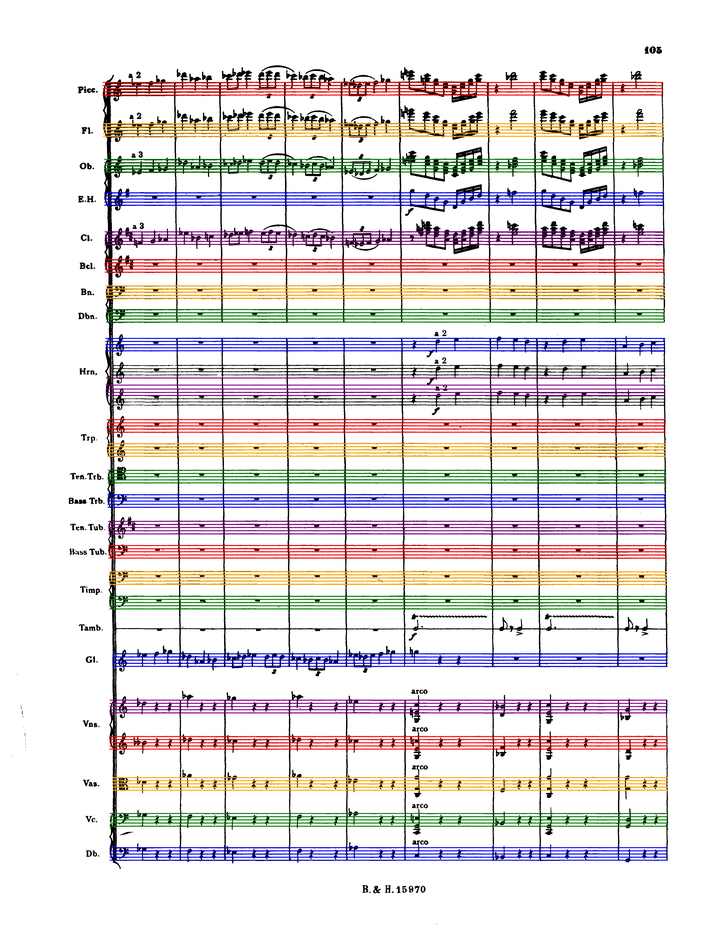 105
Picc. a 2
Fl. a 2
Ob. a 3
E.H.
Cl. a 3
Bcl.
Bn.
Dbn.
a 2
Hrn. a 2
a 2
Trp.
Ten. Trb.
Bass Trb.
Ten. Tub.
Bass Tub.
Timp.
Tamb.
Gl.
arco
Vns.
arco
Vas. arco
Vc. arco
Db. arco
B. & H. 15970